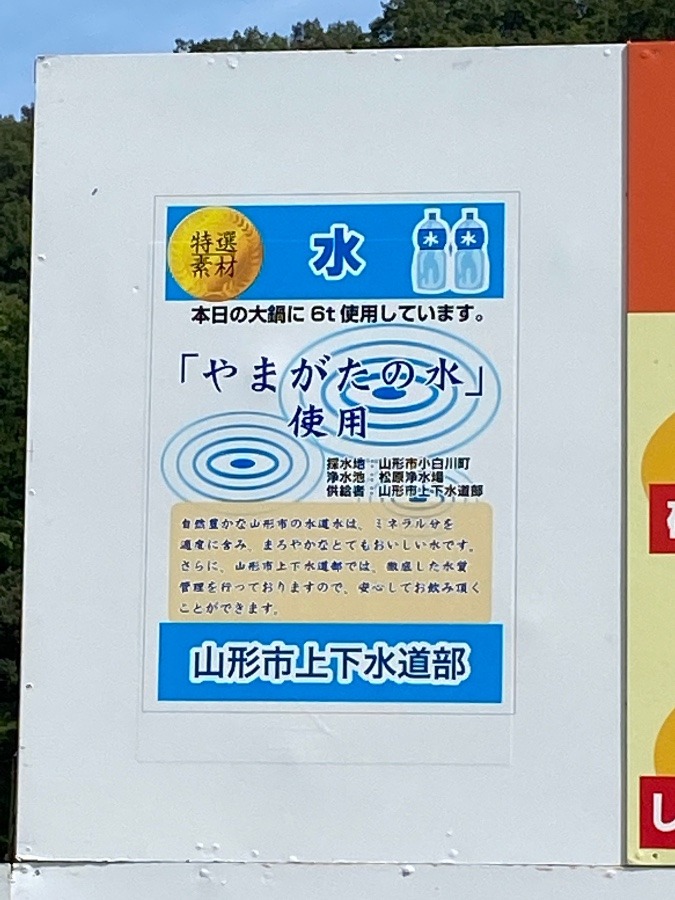 特選
素材
水
水 水
本日の大鍋に 6t 使用しています。
「やまがたの水」
使用
採水地：山形市小白川町
浄水池：松原浄水場
供給者：山形市上下水道部
自然豊かな山形市の水道水は、ミネラル分を
適度に含み、まろやかなとてもおいしい水です。
さらに、山形市上下水道部では、徹底した水質
管理を行っておりますので、安心してお飲み頂く
ことができます。
山形市上下水道部
し